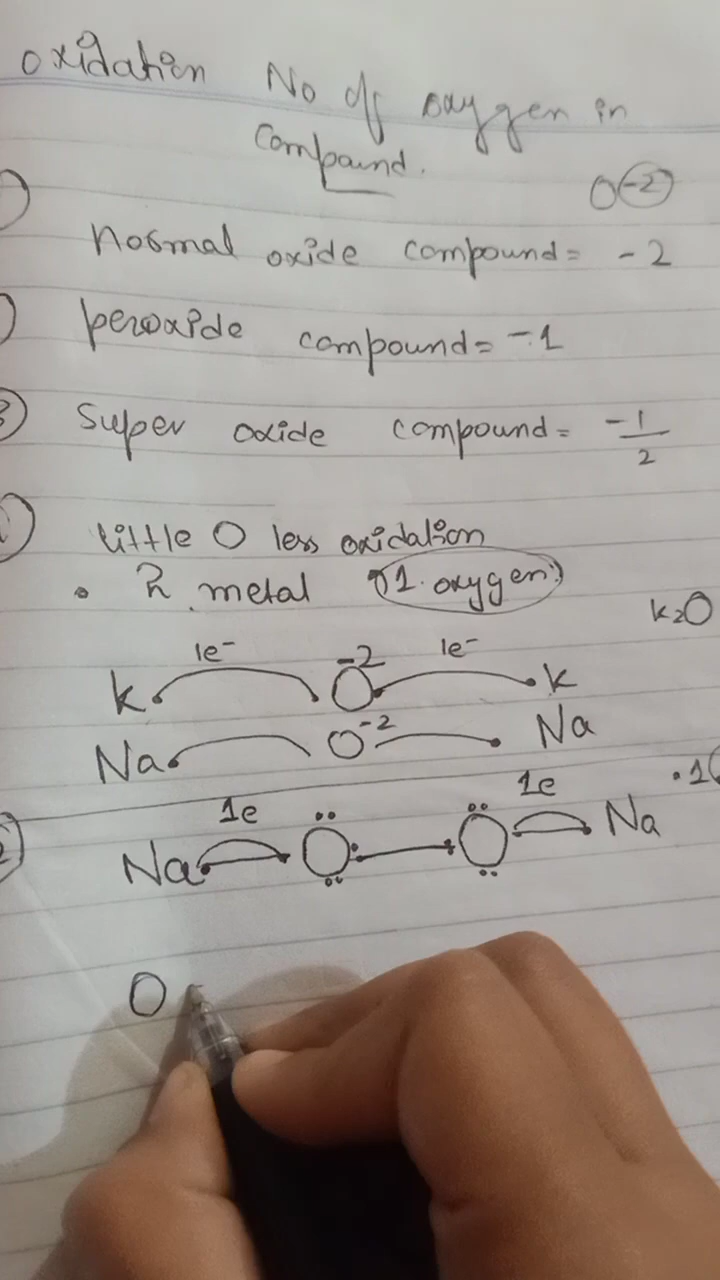 oxidation No of oxygen in
compound.
O -2
normal oxide compound = -2
peroxide compound = -1
3
super oxide compound = -1/2
little O less oxidation
• 2 metal 1 oxygen
K2O
1e- -2 1e-
K O K
Na O-2 Na
1e 1e
Na O O Na
O